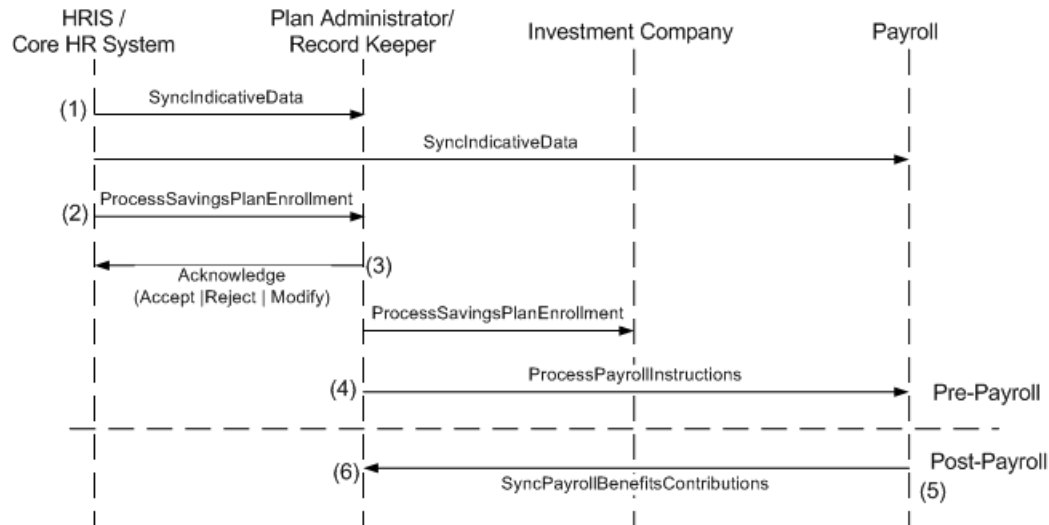 HRIS /
Core HR System
Plan Administrator/
Record Keeper
Investment Company
Payroll
(1)
SyncIndicativeData
SyncIndicativeData
ProcessSavingsPlanEnrollment
(2)
(3)
Acknowledge
(Accept |Reject | Modify)
ProcessSavingsPlanEnrollment
ProcessPayrollInstructions
(4)
Pre-Payroll
Post-Payroll
(6)
SyncPayrollBenefitsContributions
(5)